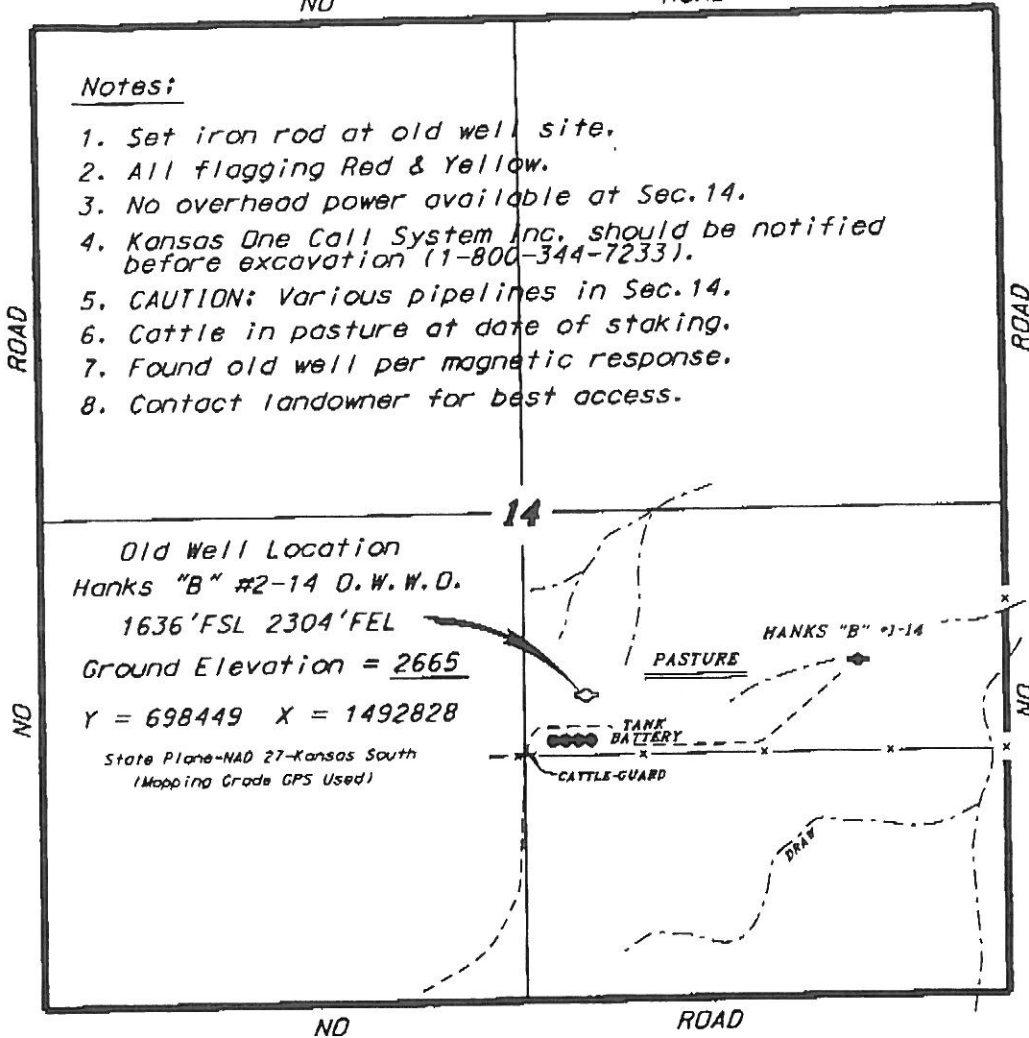 NO
Notes:
1. Set iron rod at old well site.
2. All flagging Red & Yellow.
3. No overhead power available at Sec.14.
4. Kansas One Call System Inc. should be notified
before excavation (1-800-344-7233).
5. CAUTION: Various pipelines in Sec.14.
6. Cattle in pasture at date of staking.
7. Found old well per magnetic response.
8. Contact landowner for best access.
ROAD
ROAD
14
Old Well Location
Hanks "B" #2-14 O.W.W.O.
1636'FSL 2304'FEL
Ground Elevation = 2665
Y = 698449 X = 1492828
State Plane-NAD 27-Kansas South
(Mapping Grade GPS Used)
HANKS "B" #1-14
PASTURE
TANK
BATTERY
CATTLE-GUARD
DRAW
NO
NO
NO
ROAD